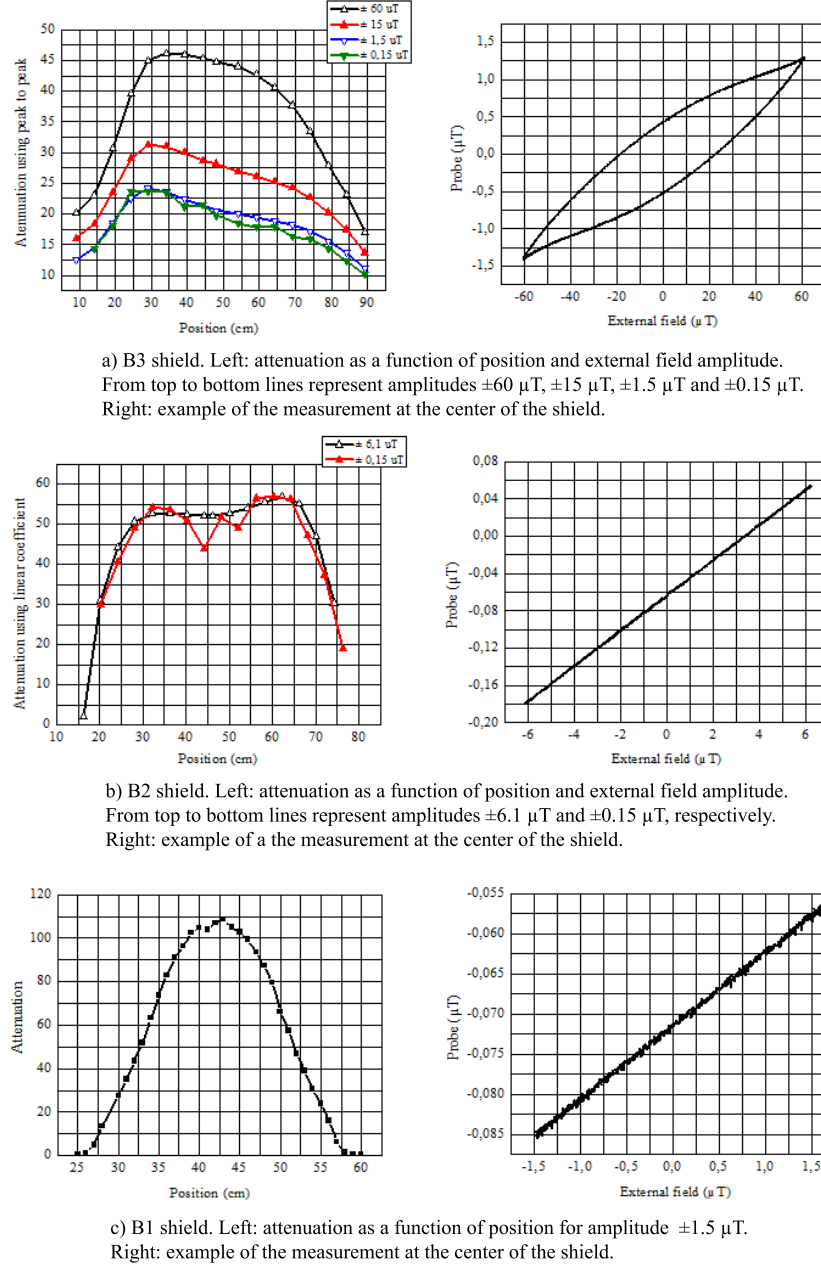 ± 60 uT
± 15 uT
± 1,5 uT
± 0,15 uT
50
45
40
35
30
25
20
15
10
Atennuation using peak to peak
10 20 30 40 50 60 70 80 90
Position (cm)
1,5
1,0
0,5
0,0
-0,5
-1,0
-1,5
Probe (µT)
-60 -40 -20 0 20 40 60
External field (µ T)
a) B3 shield. Left: attenuation as a function of position and external field amplitude.
From top to bottom lines represent amplitudes ±60 µT, ±15 µT, ±1.5 µT and ±0.15 µT.
Right: example of the measurement at the center of the shield.
± 6,1 uT
± 0,15 uT
60
50
40
30
20
10
0
Attenuation using linear coefficient
10 20 30 40 50 60 70 80
Position (cm)
0,08
0,04
0,00
-0,04
-0,08
-0,12
-0,16
-0,20
Probe (µT)
-6 -4 -2 0 2 4 6
External field (µ T)
b) B2 shield. Left: attenuation as a function of position and external field amplitude.
From top to bottom lines represent amplitudes ±6.1 µT and ±0.15 µT, respectively.
Right: example of a the measurement at the center of the shield.
120
100
80
60
40
20
0
Attenuation
25 30 35 40 45 50 55 60
Position (cm)
-0,055
-0,060
-0,065
-0,070
-0,075
-0,080
-0,085
Probe (µT)
-1,5 -1,0 -0,5 0,0 0,5 1,0 1,5
External field (µ T)
c) B1 shield. Left: attenuation as a function of position for amplitude ±1.5 µT.
Right: example of the measurement at the center of the shield.